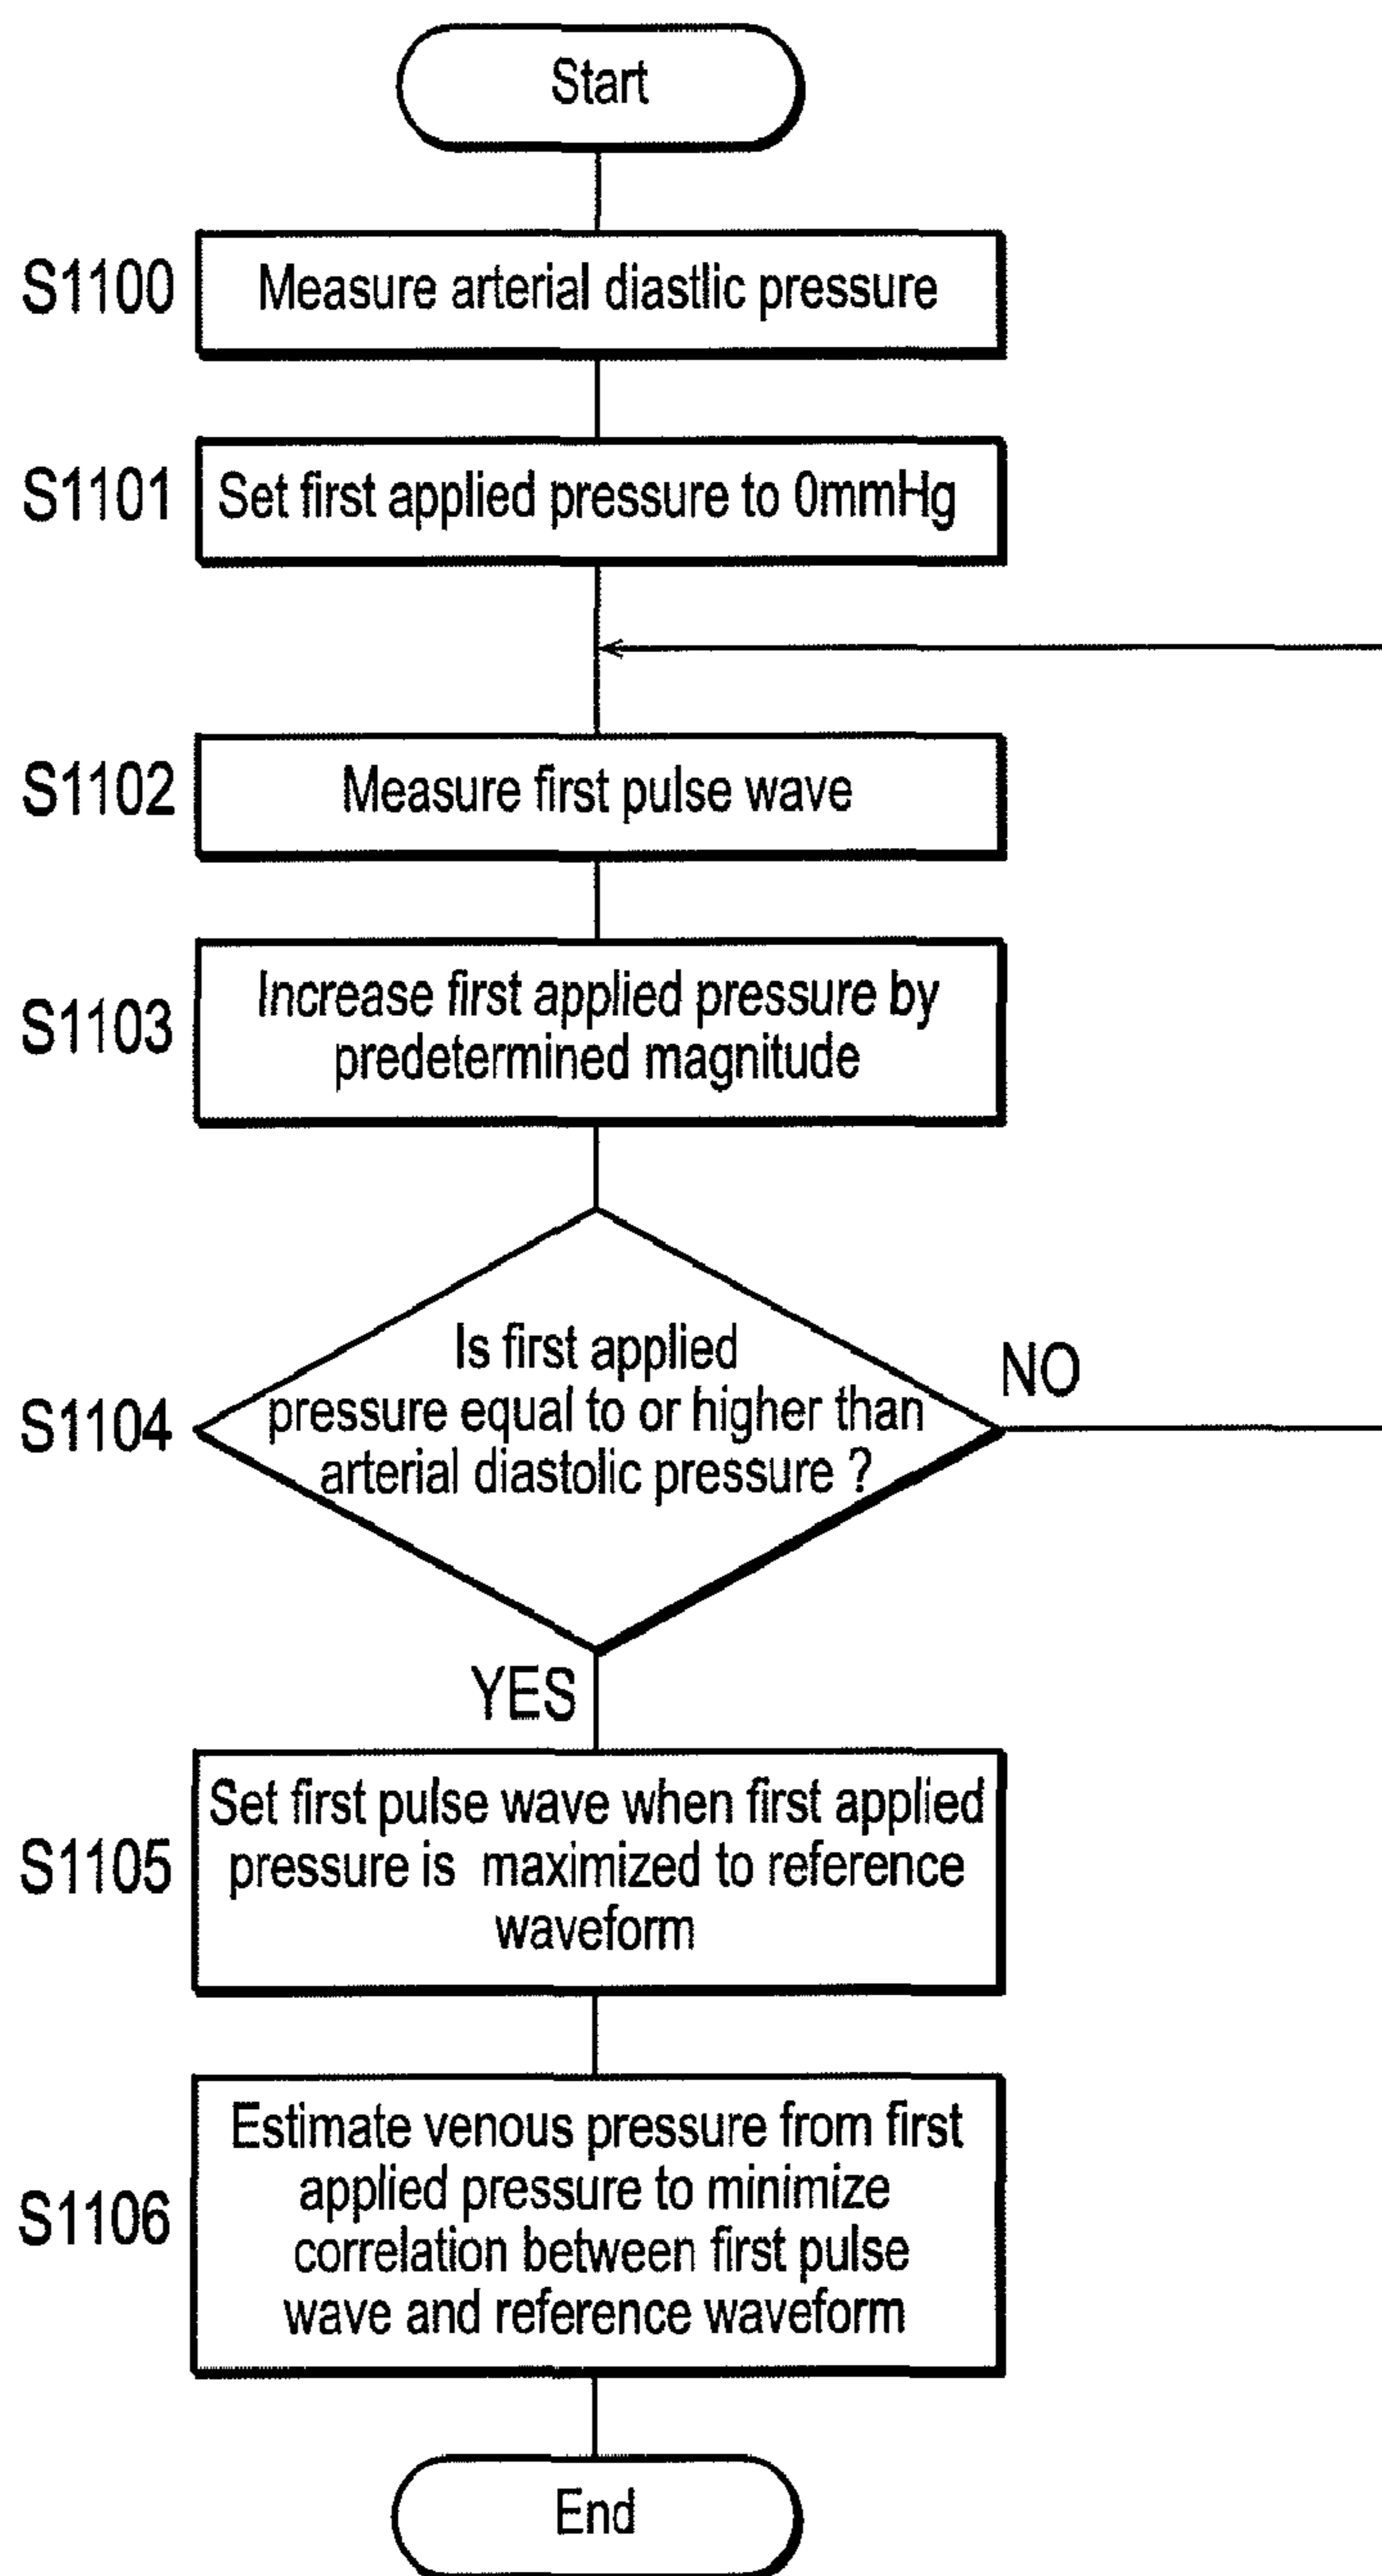 Start
S1100
Measure arterial diastlic pressure
S1101
Set first applied pressure to 0mmHg
S1102
Measure first pulse wave
S1103
Increase first applied pressure by
predetermined magnitude
S1104
Is first applied
pressure equal to or higher than
arterial diastolic pressure ?
NO
YES
S1105
Set first pulse wave when first applied
pressure is maximized to reference
waveform
S1106
Estimate venous pressure from first
applied pressure to minimize
correlation between first pulse
wave and reference waveform
End